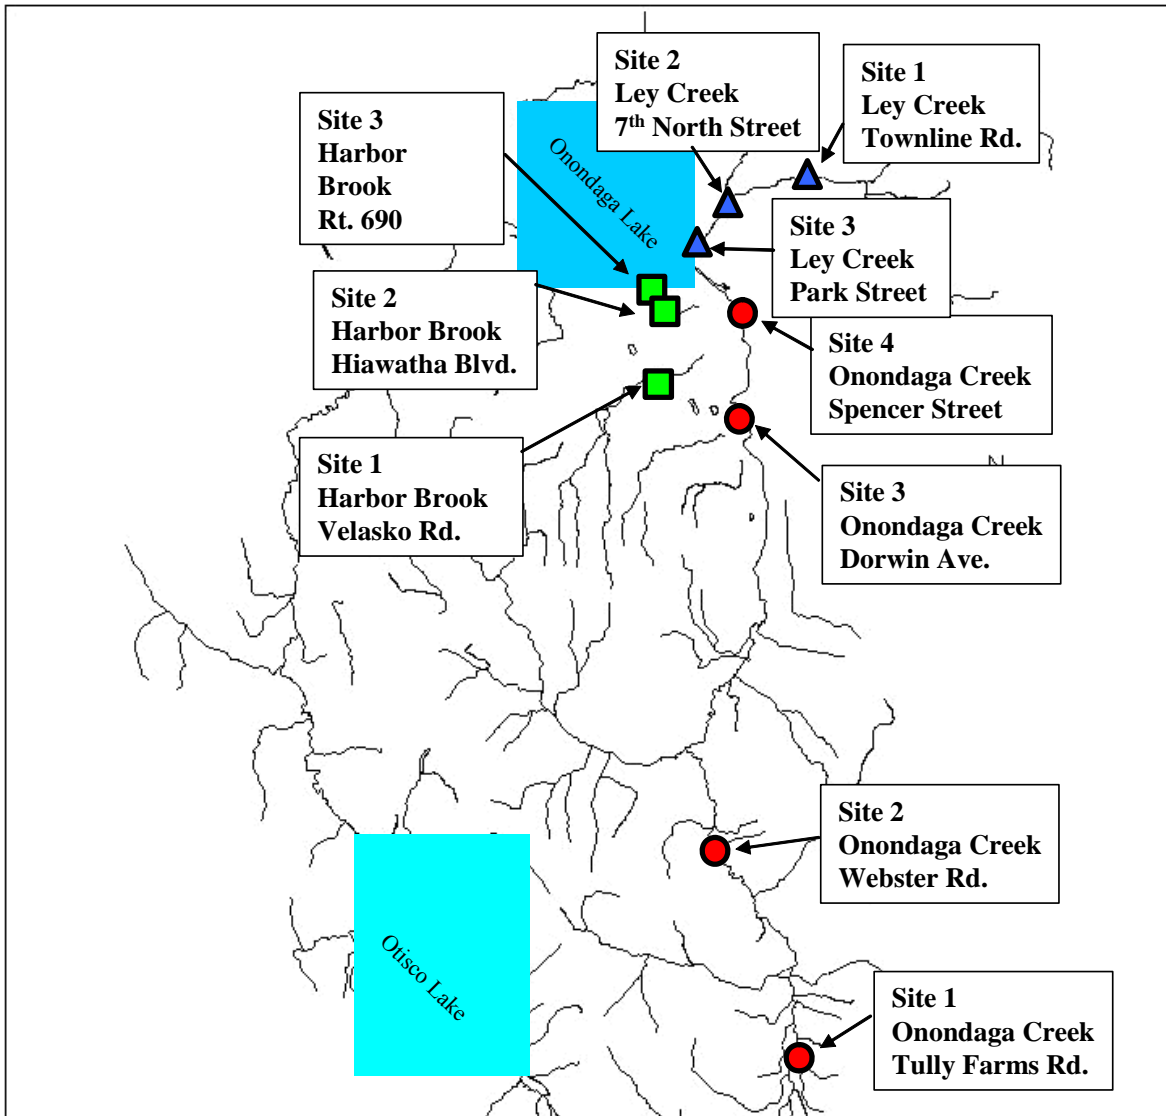 Site 2
Ley Creek
7th North Street
Site 1
Ley Creek
Townline Rd.
Site 3
Harbor
Brook
Rt. 690
Onondaga Lake
Site 3
Ley Creek
Park Street
Site 2
Harbor Brook
Hiawatha Blvd.
Site 4
Onondaga Creek
Spencer Street
Site 1
Harbor Brook
Velasko Rd.
N
Site 3
Onondaga Creek
Dorwin Ave.
Site 2
Onondaga Creek
Webster Rd.
Otisco Lake
Site 1
Onondaga Creek
Tully Farms Rd.